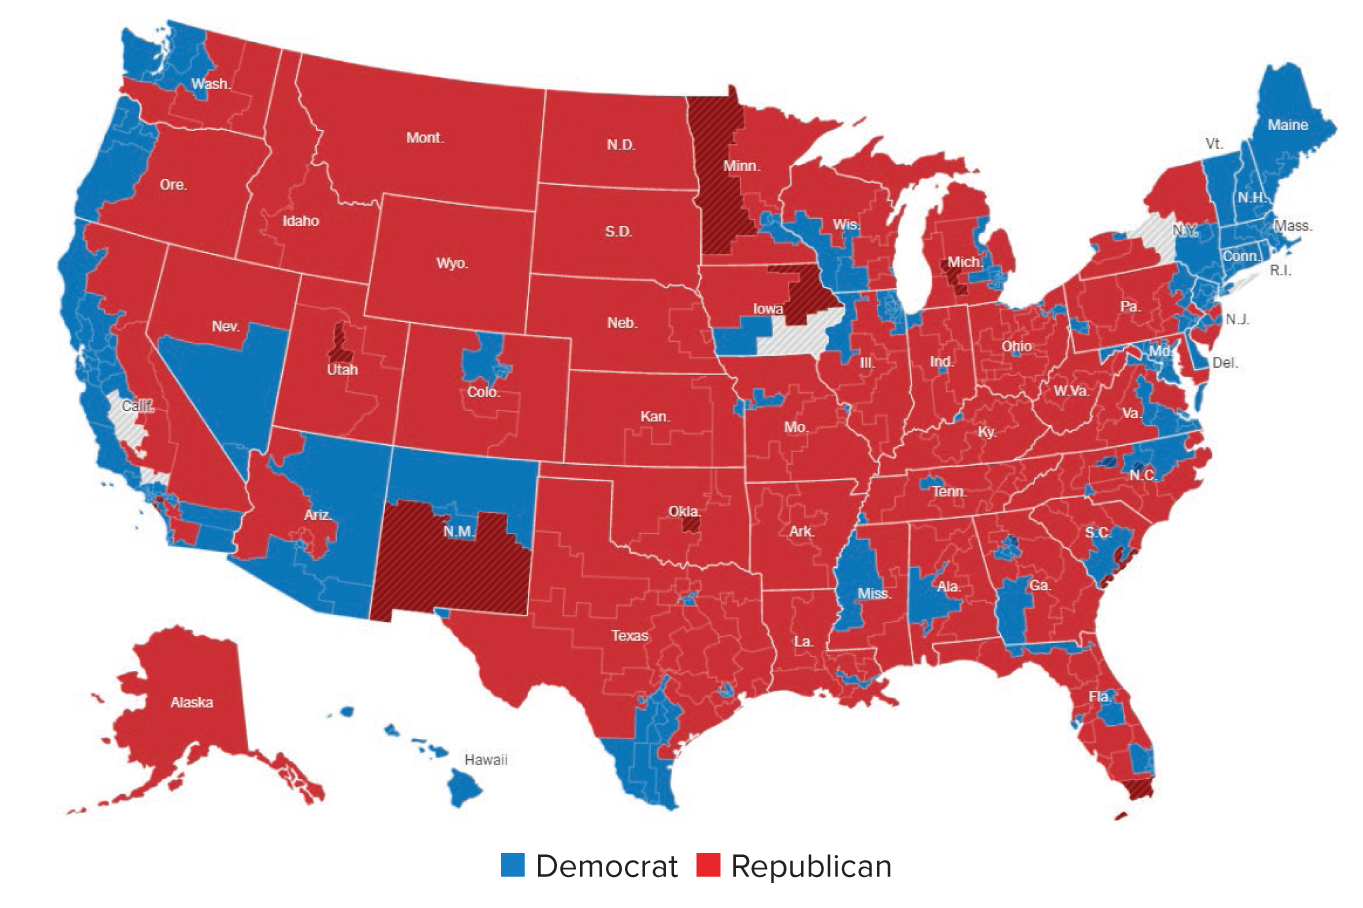 Wash.
Mont.
N.D.
Minn.
Maine
Vt.
Ore.
Idaho
S.D.
Wis.
N.H.
N.Y.
Mass.
Wyo.
Mich.
Conn.
R.I.
Nev.
Neb.
Iowa
Pa.
N.J.
Utah
Colo.
Ill.
Ind.
Ohio
Md.
Del.
Calif.
Kan.
Mo.
Ky.
W.Va.
Va.
Ariz.
N.M.
Okla.
Ark.
Tenn.
N.C.
S.C.
Texas
La.
Miss.
Ala.
Ga.
Alaska
Hawaii
Fla.
Democrat Republican